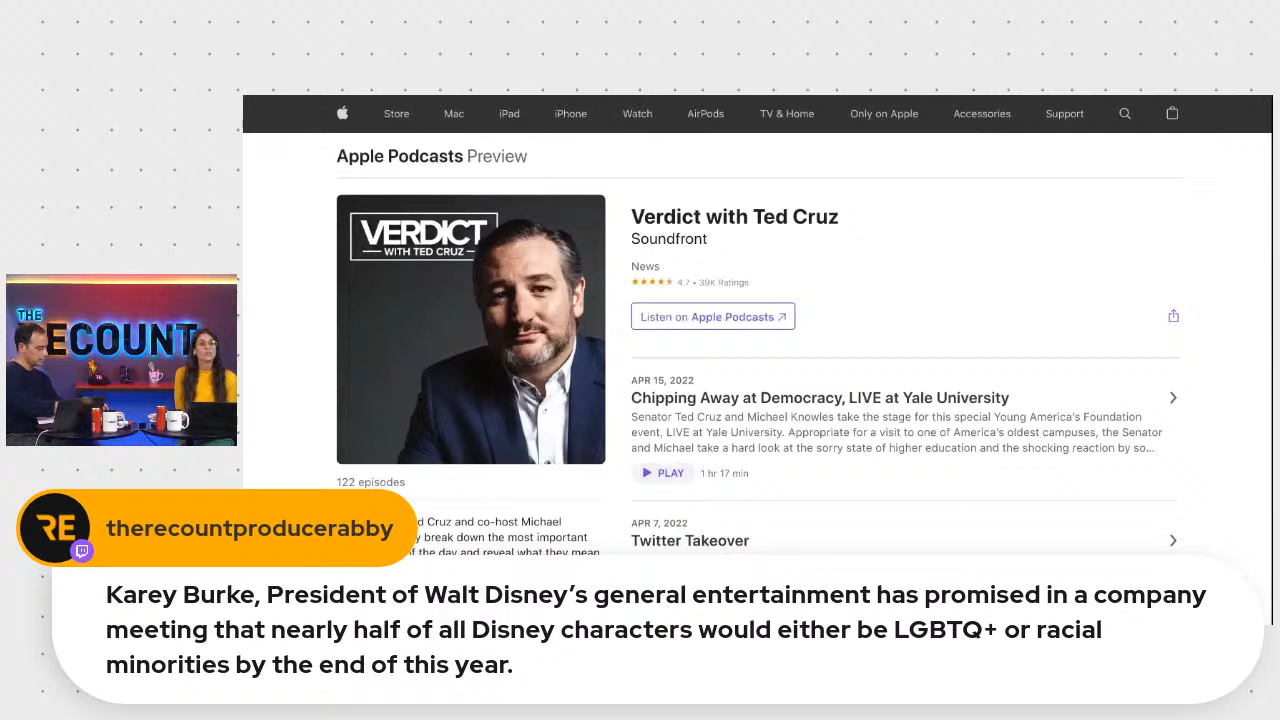 Store Mac iPad iPhone Watch AirPods TV & Home Only on Apple Accessories Support
Apple Podcasts Preview
VERDICT
WITH TED CRUZ
Verdict with Ted Cruz
Soundfront
News
4.7 • 39K Ratings
Listen on Apple Podcasts ↗
THE
ECOUNT
APR 15, 2022
Chipping Away at Democracy, LIVE at Yale University
Senator Ted Cruz and Michael Knowles take the stage for this special Young America's Foundation
event, LIVE at Yale University. Appropriate for a visit to one of America's oldest campuses, the Senator
and Michael take a hard look at the sorry state of higher education and the shocking reaction by so...
PLAY 1 hr 17 min
122 episodes
d Cruz and co-host Michael
y break down the most important
of the day and reveal what they mean
APR 7, 2022
Twitter Takeover
RE
therecountproducerabby
Karey Burke, President of Walt Disney’s general entertainment has promised in a company
meeting that nearly half of all Disney characters would either be LGBTQ+ or racial
minorities by the end of this year.